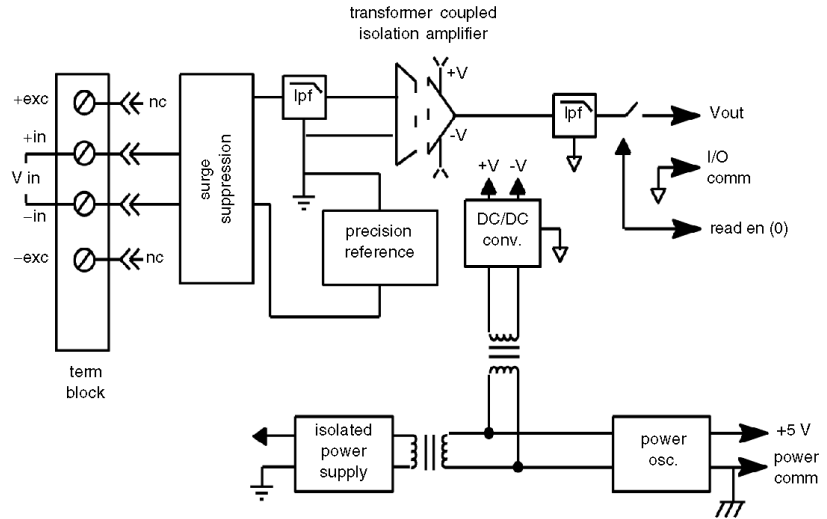 transformer coupled
isolation amplifier
+exc
nc
+in
V in
−in
−exc
nc
term
block
surge
suppression
lpf
+V
-V
lpf
Vout
I/O
comm
read en (0)
precision
reference
+V
-V
DC/DC
conv.
isolated
power
supply
power
osc.
+5 V
power
comm